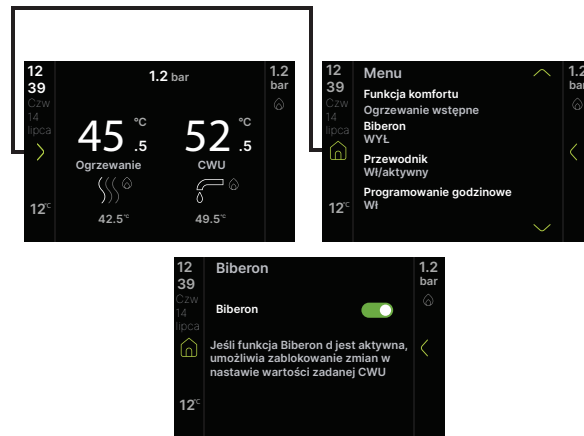 12
39
Czw
14
lipca
12°C
1.2 bar
1.2
bar
45.5 °C
52.5 °C
Ogrzewanie
CWU
42.5°C
49.5°C
12
39
Czw
14
lipca
12°C
Menu
Funkcja komfortu
Ogrzewanie wstępne
Biberon
WYŁ
Przewodnik
Wł/aktywny
Programowanie godzinowe
Wł
1.2
bar
12
39
Czw
14
lipca
12°C
Biberon
Biberon
Jeśli funkcja Biberon d jest aktywna,
umożliwia zablokowanie zmian w
nastawie wartości zadanej CWU
1.2
bar